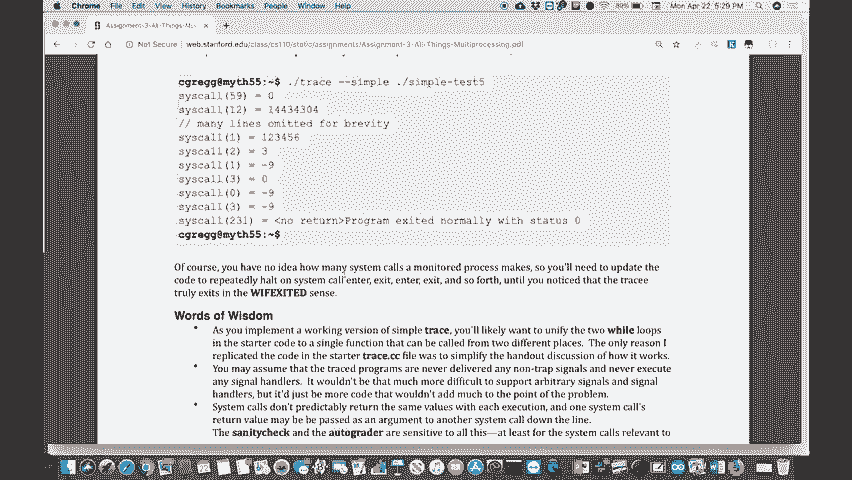 Chrome File Edit View History Bookmarks People Window Help
Mon Apr 22, 5:29 PM
Assignment-3-All-Things-Mu
Not Secure web.stanford.edu/class/cs110/static/assignments/Assignment-3-All-Things-Multiprocessing.pdf
cgregg@myth55:~$ ./trace --simple ./simple-test5
syscall(59) = 0
syscall(12) = 14434304
// many lines omitted for brevity
syscall(1) = 123456
syscall(2) = 3
syscall(1) = -9
syscall(3) = 0
syscall(0) = -9
syscall(3) = -9
syscall(231) = <no return>Program exited normally with status 0
cgregg@myth55:~$
Of course, you have no idea how many system calls a monitored process makes, so you'll need to update the
code to repeatedly halt on system call enter, exit, enter, exit, and so forth, until you noticed that the tracee
truly exits in the WIFEXITED sense.
Words of Wisdom
• As you implement a working version of simple trace, you'll likely want to unify the two while loops
in the starter code to a single function that can be called from two different places. The only reason I
replicated the code in the starter trace.cc file was to simplify the handout discussion of how it works.
• You may assume that the traced programs are never delivered any non-trap signals and never execute
any signal handlers. It wouldn't be that much more difficult to support arbitrary signals and signal
handlers, but it'd just be more code that wouldn't add much to the point of the problem.
• System calls don't predictably return the same values with each execution, and one system call's
return value may be be passed as an argument to another system call down the line.
The sanitycheck and the autograder are sensitive to all this—at least for the system calls relevant to